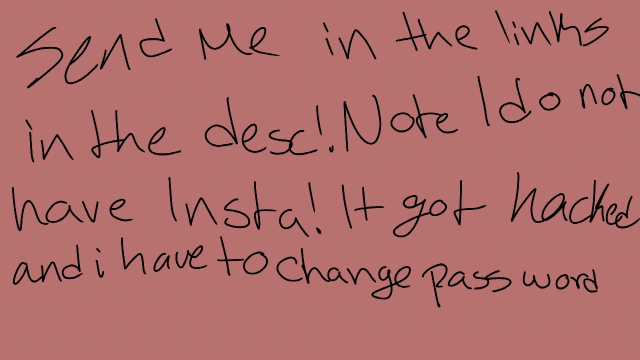 Send Me in the links
in the desc!. Note I do not
have Insta! It got hacked
and i have to change password